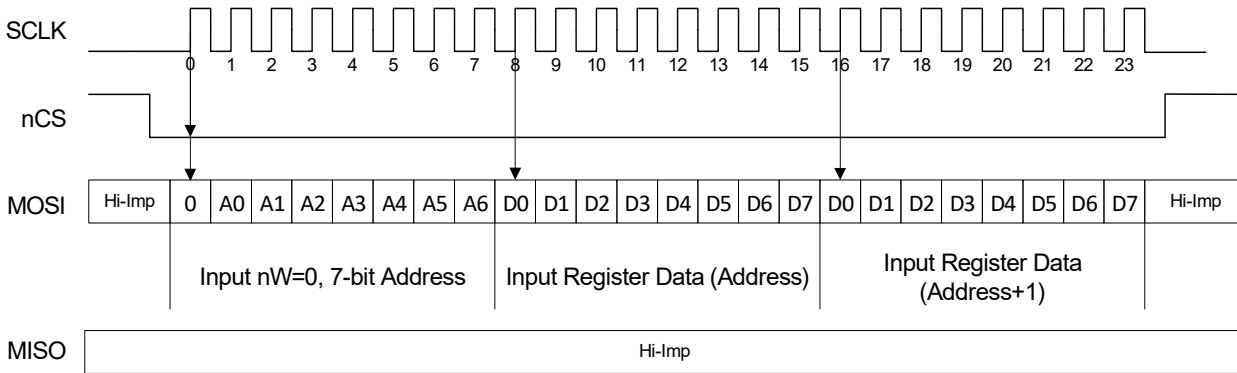 SCLK
0 1 2 3 4 5 6 7 8 9 10 11 12 13 14 15 16 17 18 19 20 21 22 23
nCS
MOSI Hi-Imp 0 A0 A1 A2 A3 A4 A5 A6 D0 D1 D2 D3 D4 D5 D6 D7 D0 D1 D2 D3 D4 D5 D6 D7 Hi-Imp
Input nW=0, 7-bit Address
Input Register Data (Address)
Input Register Data
(Address+1)
MISO Hi-Imp